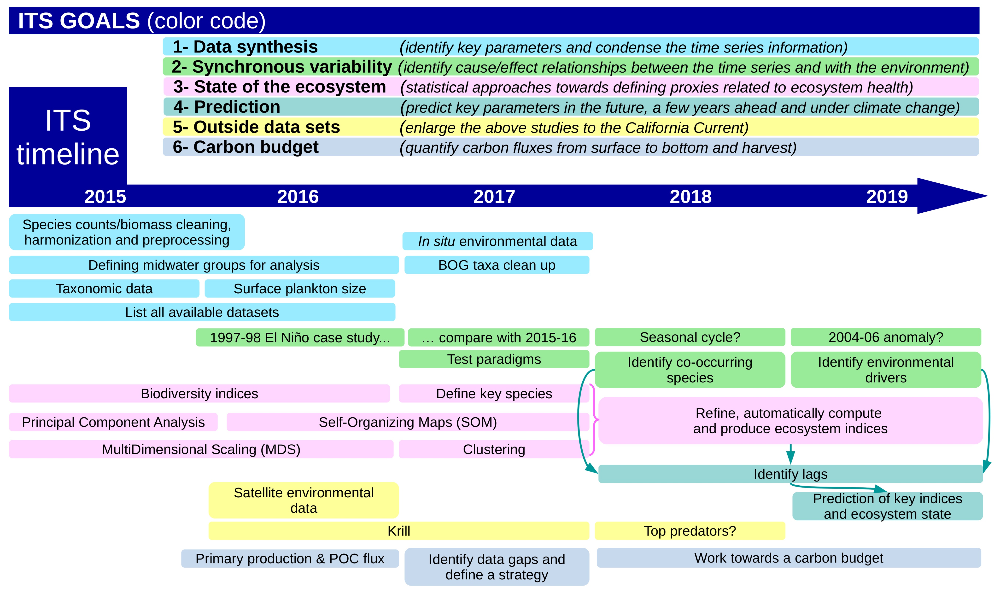 ITS GOALS (color code)
1- Data synthesis (identify key parameters and condense the time series information)
2- Synchronous variability (identify cause/effect relationships between the time series and with the environment)
3- State of the ecosystem (statistical approaches towards defining proxies related to ecosystem health)
4- Prediction (predict key parameters in the future, a few years ahead and under climate change)
5- Outside data sets (enlarge the above studies to the California Current)
6- Carbon budget (quantify carbon fluxes from surface to bottom and harvest)
ITS
timeline
2015 2016 2017 2018 2019
Species counts/biomass cleaning,
harmonization and preprocessing
In situ environmental data
Defining midwater groups for analysis
BOG taxa clean up
Taxonomic data
Surface plankton size
List all available datasets
1997-98 El Niño case study...
… compare with 2015-16
Seasonal cycle?
2004-06 anomaly?
Test paradigms
Identify co-occurring
species
Identify environmental
drivers
Biodiversity indices
Define key species
Principal Component Analysis
Self-Organizing Maps (SOM)
Refine, automatically compute
and produce ecosystem indices
MultiDimensional Scaling (MDS)
Clustering
Identify lags
Satellite environmental
data
Prediction of key indices
and ecosystem state
Krill
Top predators?
Primary production & POC flux
Identify data gaps and
define a strategy
Work towards a carbon budget